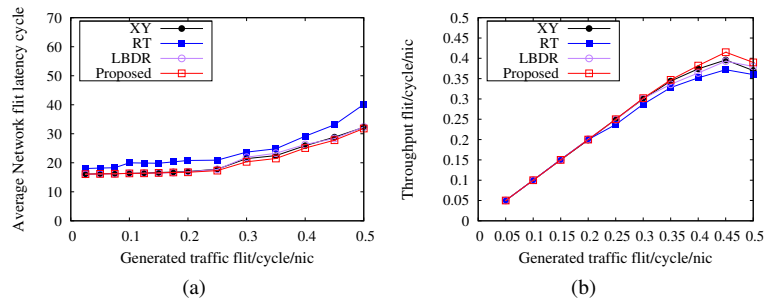 Average Network flit latency cycle
70
60
50
40
30
20
10
0
XY
RT
LBDR
Proposed
0 0.1 0.2 0.3 0.4 0.5
Generated traffic flit/cycle/nic
(a)
Throughput flit/cycle/nic
0.5
0.45
0.4
0.35
0.3
0.25
0.2
0.15
0.1
0.05
0
XY
RT
LBDR
Proposed
0.05 0.1 0.15 0.2 0.25 0.3 0.35 0.4 0.45 0.5
Generated traffic flit/cycle/nic
(b)